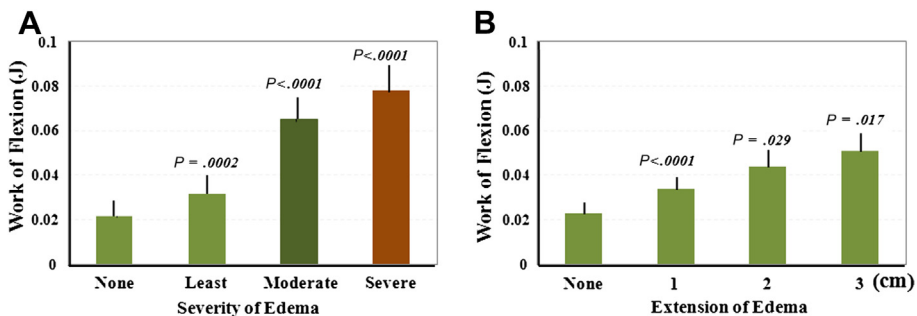 A
Work of Flexion (J)
0.1
0.08
0.06
0.04
0.02
0
P = .0002
P<.0001
P<.0001
None Least Moderate Severe
Severity of Edema
B
Work of Flexion (J)
0.1
0.08
0.06
0.04
0.02
0
P<.0001
P = .029
P = .017
None 1 2 3 (cm)
Extension of Edema